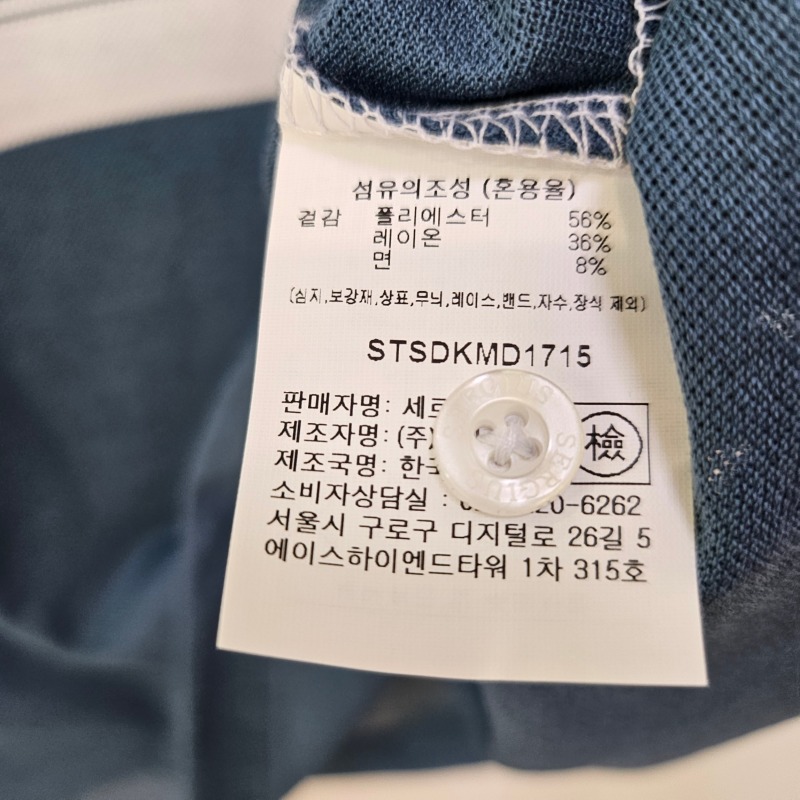 섬유의조성 (혼용율)
겉감 폴리에스터 56%
레이온 36%
면 8%
(심지,보강재,상표,무늬,레이스,밴드,자수,장식 제외)
STSDKMD1715
판매자명:
제조자명: (주)
檢
제조국명:
소비자상담실 : 20-6262
서울시 구로구 디지털로 26길 5
에이스하이엔드타워 1차 315호